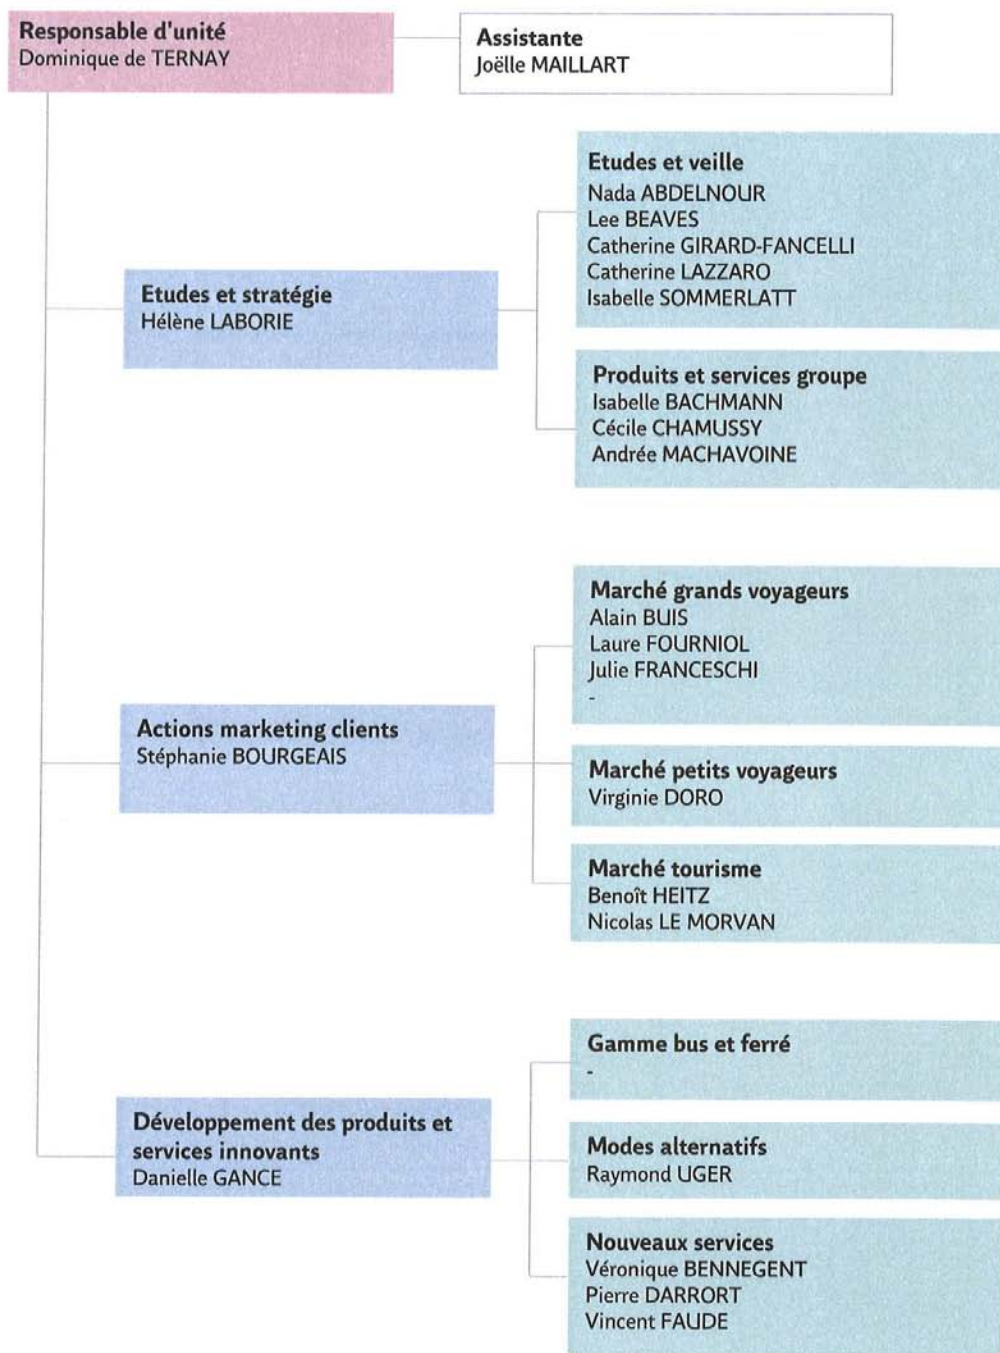 Responsable d'unité
Dominique de TERNAY
Assistante
Joëlle MAILLART
Etudes et stratégie
Hélène LABORIE
Etudes et veille
Nada ABDELNOUR
Lee BEAVES
Catherine GIRARD-FANCELLI
Catherine LAZZARO
Isabelle SOMMERLATT
Produits et services groupe
Isabelle BACHMANN
Cécile CHAMUSSY
Andrée MACHAVOINE
Actions marketing clients
Stéphanie BOURGEAIS
Marché grands voyageurs
Alain BUIS
Laure FOURNIOL
Julie FRANCESCHI
-
Marché petits voyageurs
Virginie DORO
Marché tourisme
Benoît HEITZ
Nicolas LE MORVAN
Développement des produits et
services innovants
Danielle GANCE
Gamme bus et ferré
-
Modes alternatifs
Raymond UGER
Nouveaux services
Véronique BENNEGENT
Pierre DARRORT
Vincent FAUDE